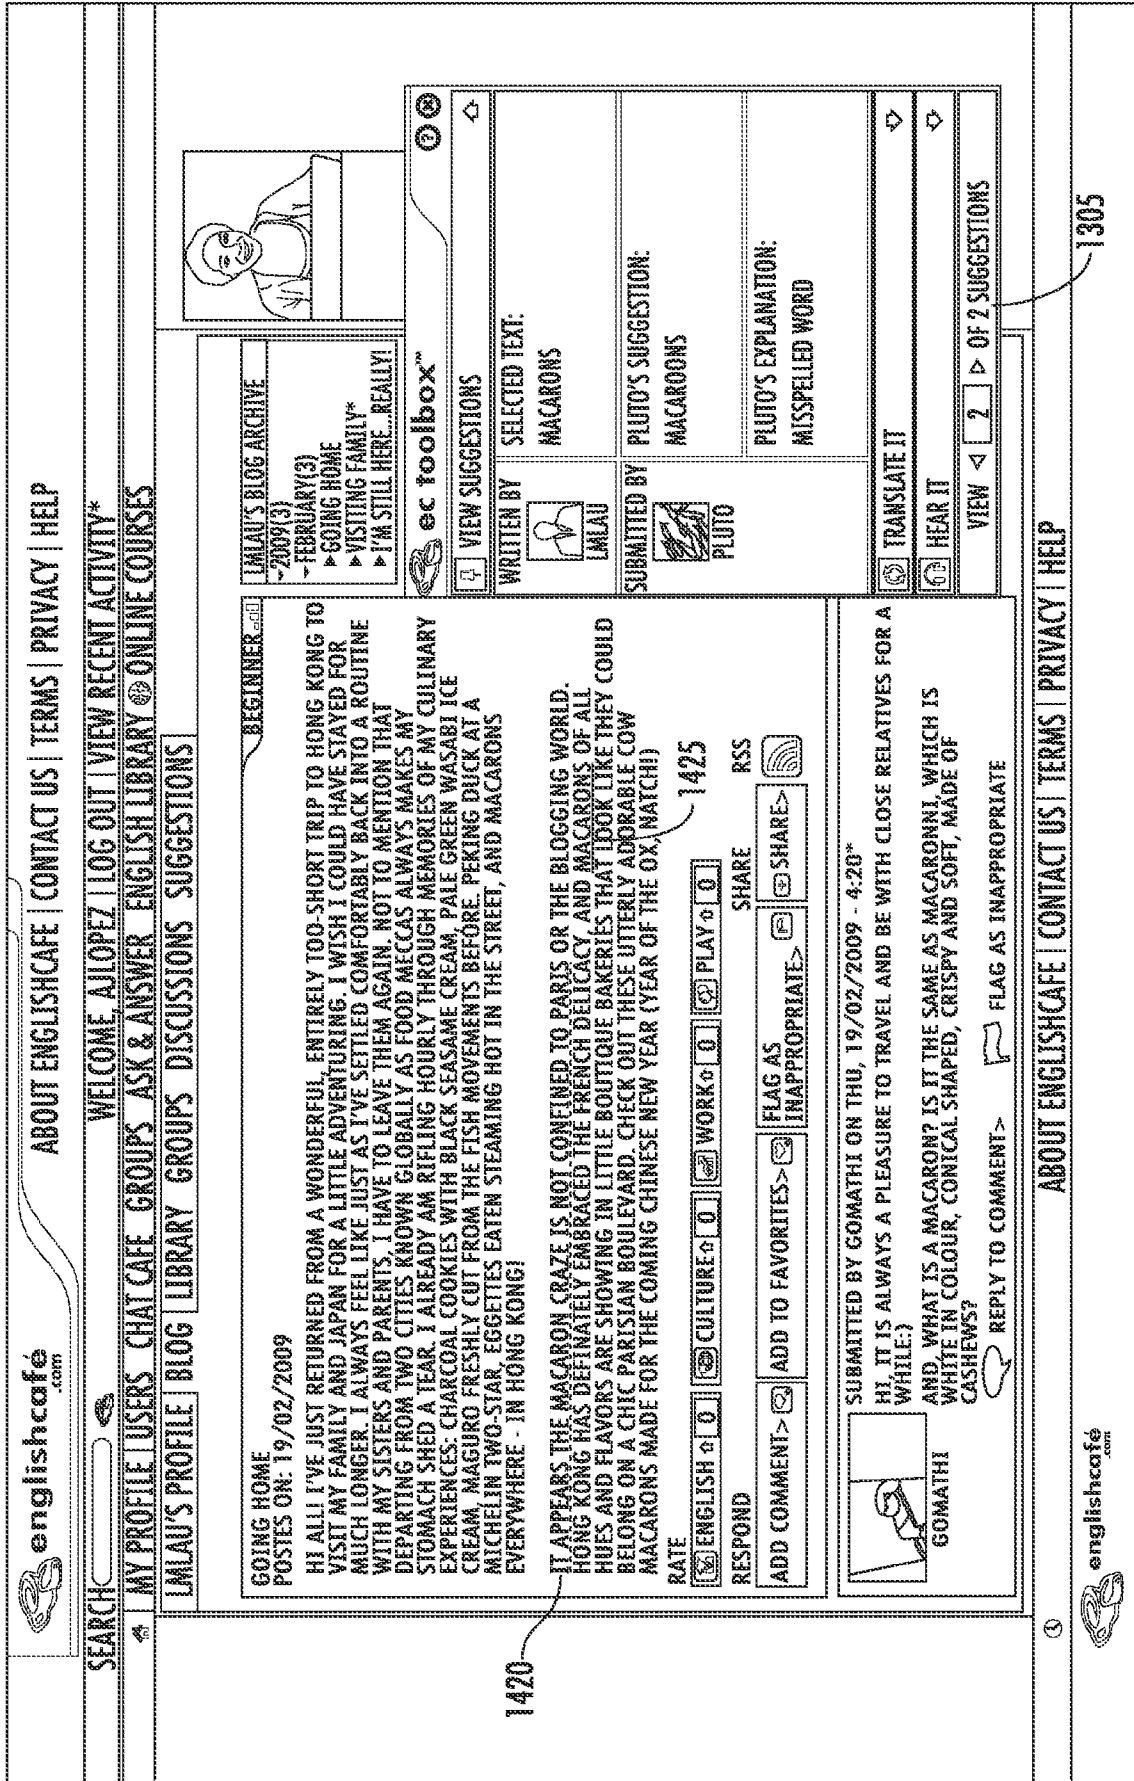 englishcafé
.com
ABOUT ENGLISHCAFE | CONTACT US | TERMS | PRIVACY | HELP
SEARCH
WELCOME, AJLOPEZ | LOG OUT | VIEW RECENT ACTIVITY*
MY PROFILE | USERS CHAT CAFE GROUPS ASK & ANSWER ENGLISH LIBRARY ONLINE COURSES
LMLAU'S PROFILE BLOG LIBRARY GROUPS DISCUSSIONS SUGGESTIONS
BEGINNER
GOING HOME
POSTES ON: 19/02/2009
HI ALL! I'VE JUST RETURNED FROM A WONDERFUL, ENTIRELY TOO-SHORT TRIP TO HONG KONG TO
VISIT MY FAMILY AND JAPAN FOR A LITTLE ADVENTURING. I WISH I COULD HAVE STAYED FOR
MUCH LONGER. I ALWAYS FEEL LIKE JUST AS I'VE SETTLED COMFORTABLY BACK INTO A ROUTINE
WITH MY SISTERS AND PARENTS, I HAVE TO LEAVE THEM AGAIN. NOT TO MENTION THAT
DEPARTING FROM TWO CITIES KNOWN GLOBALLY AS FOOD MECCAS ALWAYS MAKES MY
STOMACH SHED A TEAR. I ALREADY AM RIFLING HOURLY THROUGH MEMORIES OF MY CULINARY
EXPERIENCES: CHARCOAL COOKIES WITH BLACK SEASAME CREAM, PALE GREEN WASABI ICE
CREAM, MAGURO FRESHLY CUT FROM THE FISH MOVEMENTS BEFORE. PEKING DUCK AT A
MICHELIN TWO-STAR, EGGETTES EATEN STEAMING HOT IN THE STREET, AND MACARONS
EVERYWHERE - IN HONG KONG!
IT APPEARS THE MACARON CRAZE IS NOT CONFINED TO PARIS OR THE BLOGGING WORLD.
HONG KONG HAS DEFINATELY EMBRACED THE FRENCH DELICACY, AND MACARONS OF ALL
HUES AND FLAVORS ARE SHOWING IN LITTLE BOUTIQUE BAKERIES THAT LOOK LIKE THEY COULD
BELONG ON A CHIC PARISIAN BOULEVARD. CHECK OUT THESE UTTERLY ADORABLE COW
MACARONS MADE FOR THE COMING CHINESE NEW YEAR (YEAR OF THE OX, NATCH!)
1420
1425
RATE
ENGLISH 0 CULTURE 0 WORK 0 PLAY 0
RESPOND SHARE RSS
ADD COMMENT> ADD TO FAVORITES> FLAG AS INAPPROPRIATE> SHARE>
GOMATHI
SUBMITTED BY GOMATHI ON THU, 19/02/2009 - 4:20*
HI, IT IS ALWAYS A PLEASURE TO TRAVEL AND BE WITH CLOSE RELATIVES FOR A
WHILE:)
AND, WHAT IS A MACARON? IS IT THE SAME AS MACARONNI, WHICH IS
WHITE IN COLOUR, CONICAL SHAPED, CRISPY AND SOFT, MADE OF
CASHEWS?
REPLY TO COMMENT> FLAG AS INAPPROPRIATE
LMLAU'S BLOG ARCHIVE
2009(3)
FEBRUARY(3)
GOING HOME
VISITING FAMILY*
I'M STILL HERE...REALLY!
ec toolbox™
VIEW SUGGESTIONS
WRITTEN BY
LMLAU
SELECTED TEXT:
MACARONS
SUBMITTED BY
PLUTO
PLUTO'S SUGGESTION:
MACAROONS
PLUTO'S EXPLANATION:
MISSPELLED WORD
TRANSLATE IT
HEAR IT
VIEW 2 OF 2 SUGGESTIONS
1305
englishcafé
.com
ABOUT ENGLISHCAFE | CONTACT US | TERMS | PRIVACY | HELP